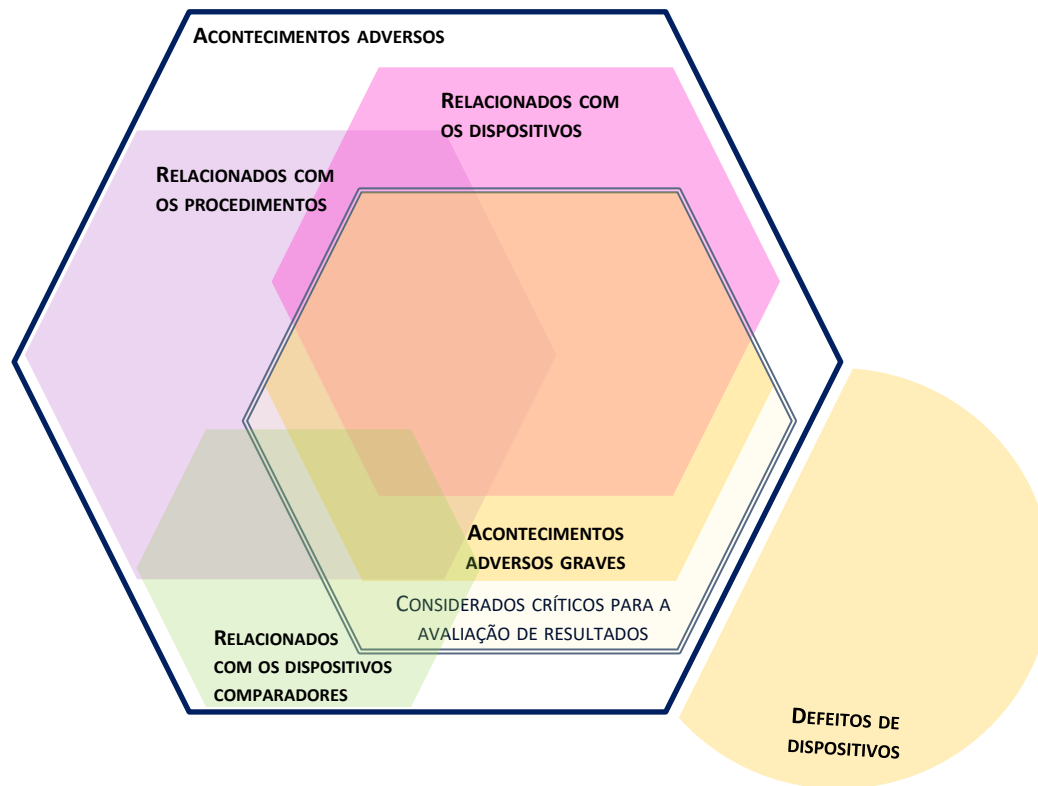 ACONTECIMENTOS ADVERSOS
RELACIONADOS COM
OS DISPOSITIVOS
RELACIONADOS COM
OS PROCEDIMENTOS
ACONTECIMENTOS
ADVERSOS GRAVES
CONSIDERADOS CRÍTICOS PARA A
AVALIAÇÃO DE RESULTADOS
RELACIONADOS
COM OS DISPOSITIVOS
COMPARADORES
DEFEITOS DE
DISPOSITIVOS